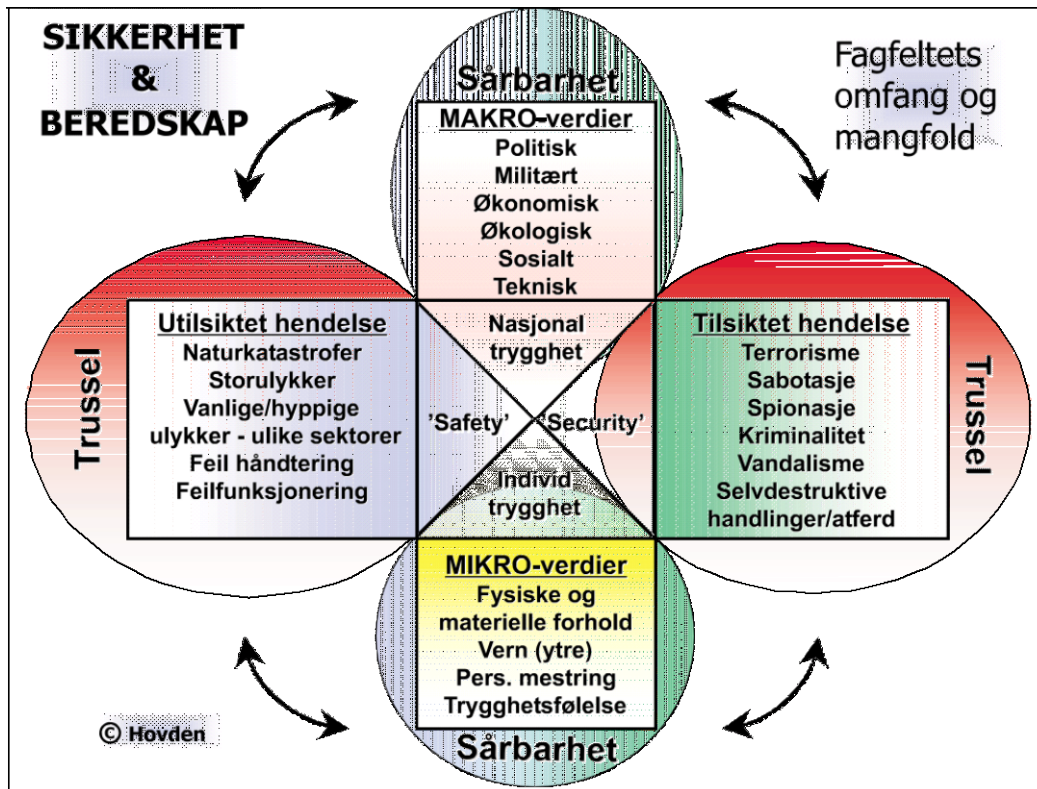 SIKKERHET
&
BEREDSKAP
Fagfeltets
omfang og
mangfold
Sårbarhet
MAKRO-verdier
Politisk
Militært
Økonomisk
Økologisk
Sosialt
Teknisk
Nasjonal
trygghet
Trussel
Utilsiktet hendelse
Naturkatastrofer
Storulykker
Vanlige/hyppige
ulykker - ulike sektorer
Feil håndtering
Feilfunksjonering
'Safety'
'Security'
Tilsiktet hendelse
Terrorisme
Sabotasje
Spionasje
Kriminalitet
Vandalisme
Selvdestruktive
handlinger/atferd
Trussel
Individ
trygghet
MIKRO-verdier
Fysiske og
materielle forhold
Vern (ytre)
Pers. mestring
Trygghetsfølelse
Sårbarhet
© Hovden